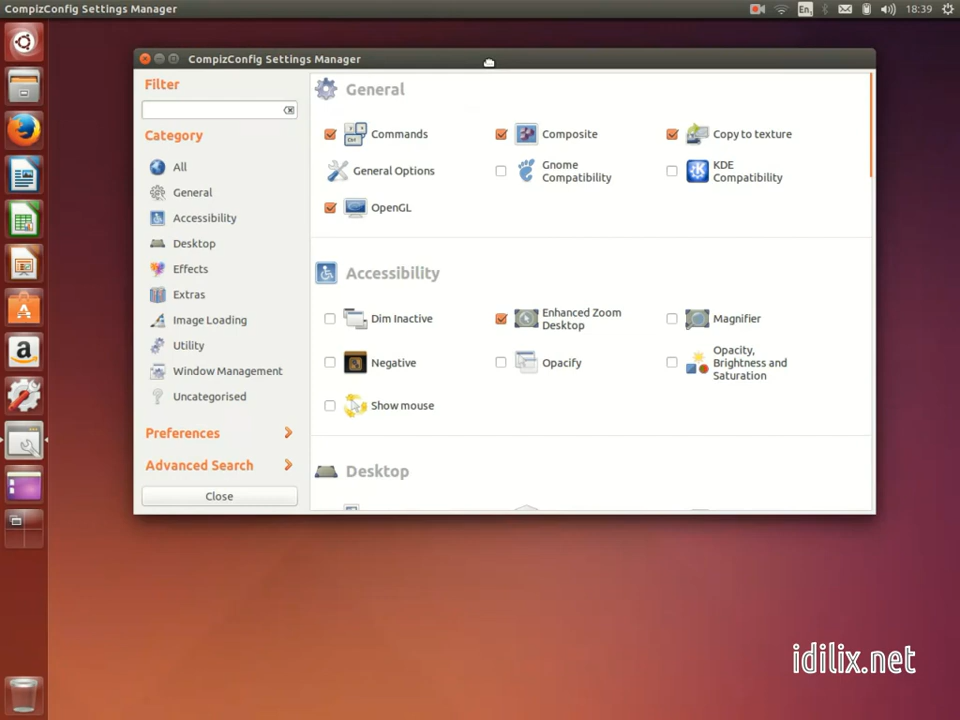 CompizConfig Settings Manager
En
18:39
CompizConfig Settings Manager
Filter
Category
All
General
Accessibility
Desktop
Effects
Extras
Image Loading
Utility
Window Management
Uncategorised
Preferences
Advanced Search
Close
General
Commands
Composite
Copy to texture
General Options
Gnome
Compatibility
KDE
Compatibility
OpenGL
Accessibility
Dim Inactive
Enhanced Zoom
Desktop
Magnifier
Negative
Opacify
Opacity,
Brightness and
Saturation
Show mouse
Desktop
a
idilix.net